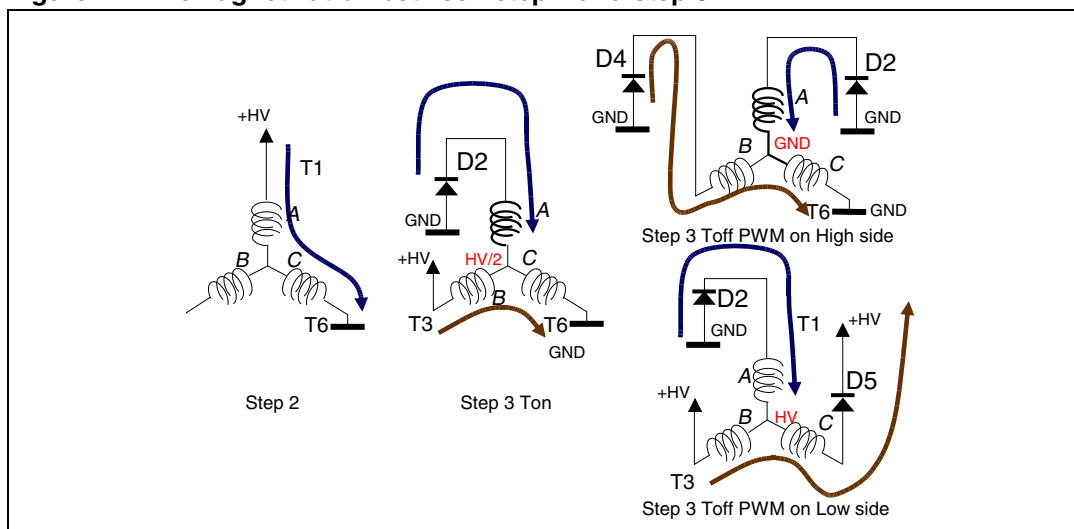 Figure
+HV
T1
A
B
C
T6
Step 2
D2
GND
A
+HV
HV/2
B
T3
T6
GND
Step 3 Ton
D4
GND
A
D2
GND
B
GND
C
T6
GND
Step 3 Toff PWM on High side
D2
GND
T1
+HV
A
D5
+HV
B
HV
C
T3
Step 3 Toff PWM on Low side